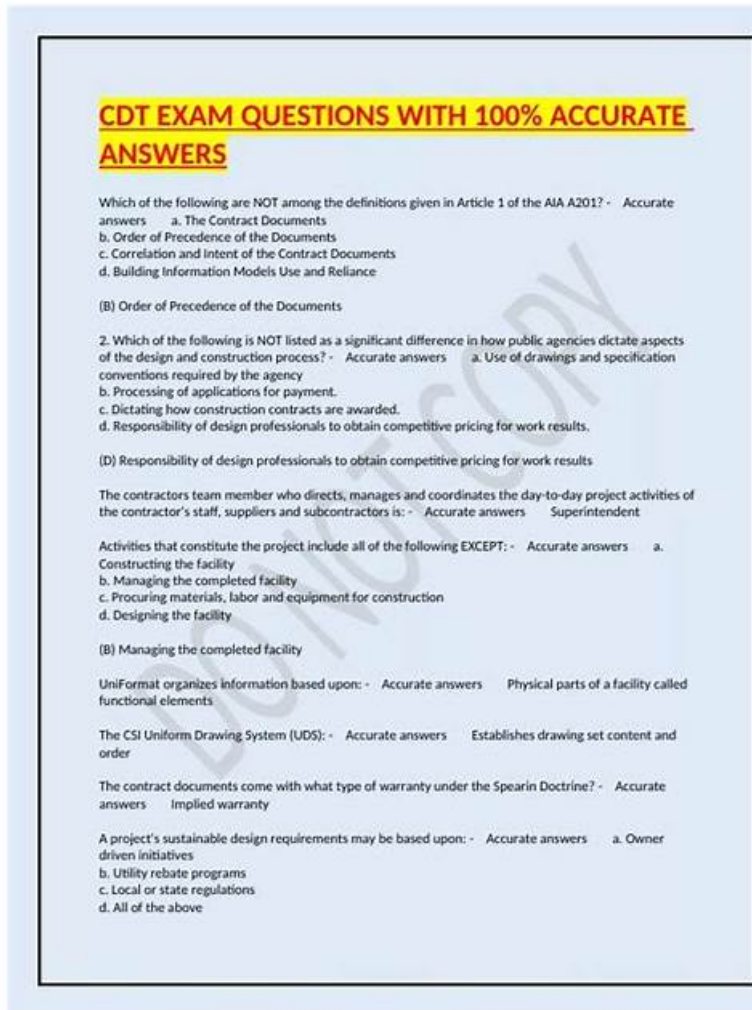 CDT EXAM QUESTIONS WITH 100% ACCURATE
ANSWERS
Which of the following are NOT among the definitions given in Article 1 of the AIA A201? - Accurate
answers a. The Contract Documents
b. Order of Precedence of the Documents
c. Correlation and Intent of the Contract Documents
d. Building Information Models Use and Reliance
(B) Order of Precedence of the Documents
2. Which of the following is NOT listed as a significant difference in how public agencies dictate aspects
of the design and construction process? - Accurate answers a. Use of drawings and specification
conventions required by the agency
b. Processing of applications for payment.
c. Dictating how construction contracts are awarded.
d. Responsibility of design professionals to obtain competitive pricing for work results.
(D) Responsibility of design professionals to obtain competitive pricing for work results
The contractors team member who directs, manages and coordinates the day-to-day project activities of
the contractor's staff, suppliers and subcontractors is: - Accurate answers Superintendent
Activities that constitute the project include all of the following EXCEPT: - Accurate answers a.
Constructing the facility
b. Managing the completed facility
c. Procuring materials, labor and equipment for construction
d. Designing the facility
(B) Managing the completed facility
UniFormat organizes information based upon: - Accurate answers Physical parts of a facility called
functional elements
The CSI Uniform Drawing System (UDS): - Accurate answers Establishes drawing set content and
order
The contract documents come with what type of warranty under the Spearin Doctrine? - Accurate
answers Implied warranty
A project's sustainable design requirements may be based upon: - Accurate answers a. Owner
driven initiatives
b. Utility rebate programs
c. Local or state regulations
d. All of the above
DO NOT COPY